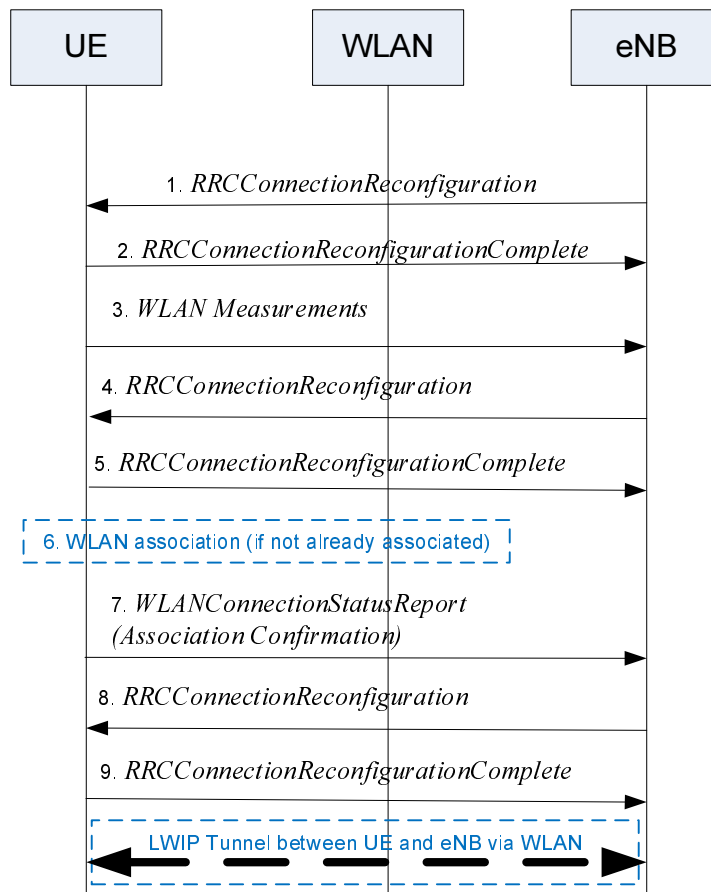 UE
WLAN
eNB
1. RRCConnectionReconfiguration
2. RRCConnectionReconfigurationComplete
3. WLAN Measurements
4. RRCConnectionReconfiguration
5. RRCConnectionReconfigurationComplete
6. WLAN association (if not already associated)
7. WLANConnectionStatusReport
(Association Confirmation)
8. RRCConnectionReconfiguration
9. RRCConnectionReconfigurationComplete
LWIP Tunnel between UE and eNB via WLAN